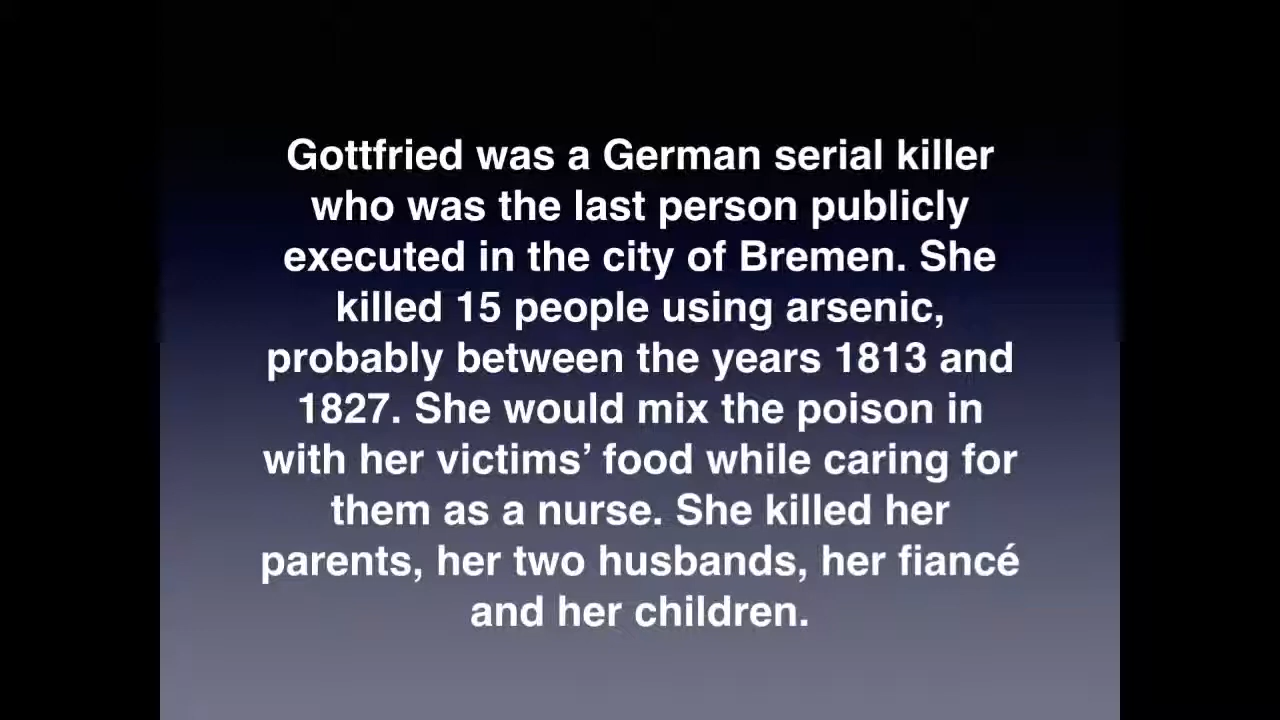 Gottfried was a German serial killer
who was the last person publicly
executed in the city of Bremen. She
killed 15 people using arsenic,
probably between the years 1813 and
1827. She would mix the poison in
with her victims’ food while caring for
them as a nurse. She killed her
parents, her two husbands, her fiancé
and her children.